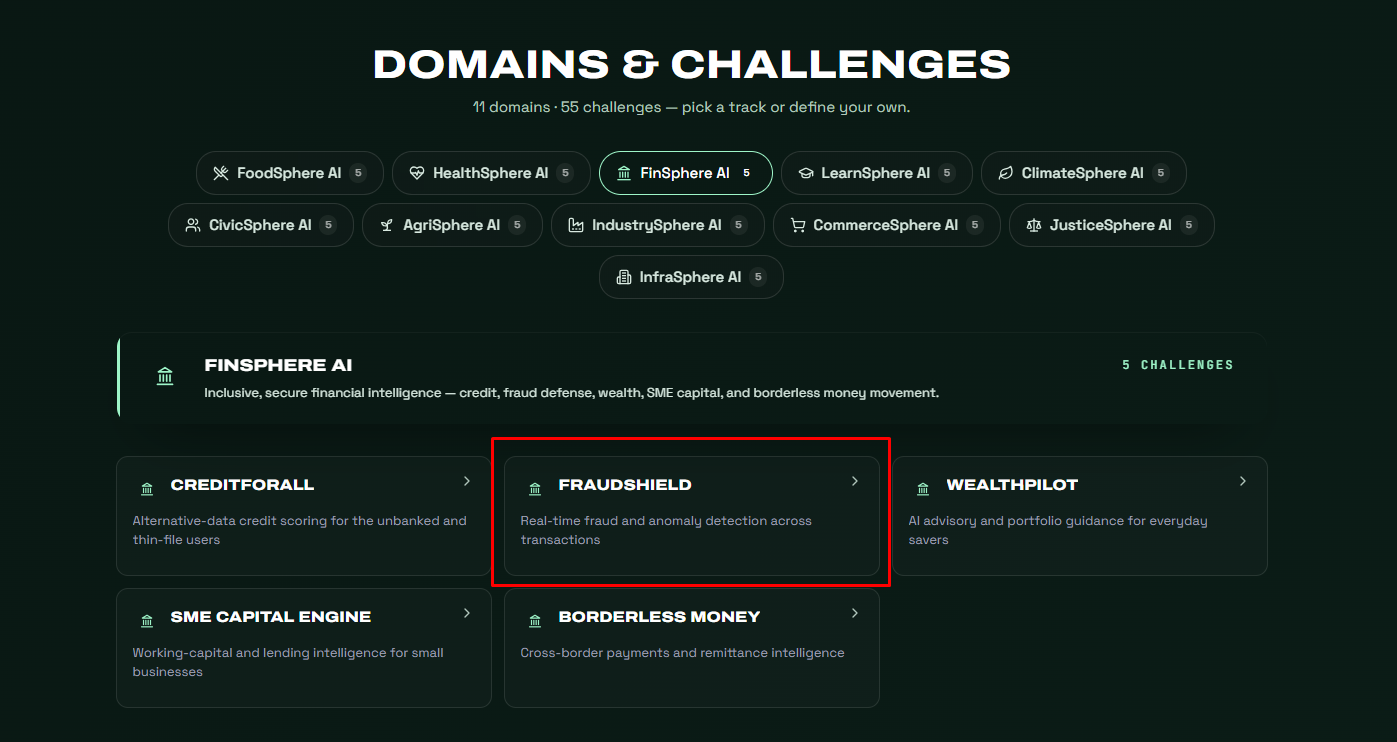 DOMAINS & CHALLENGES
11 domains · 55 challenges — pick a track or define your own.
FoodSphere AI 5
HealthSphere AI 5
FinSphere AI 5
LearnSphere AI 5
ClimateSphere AI 5
CivicSphere AI 5
AgriSphere AI 5
IndustrySphere AI 5
CommerceSphere AI 5
JusticeSphere AI 5
InfraSphere AI 5
FINSPHERE AI
5 CHALLENGES
Inclusive, secure financial intelligence — credit, fraud defense, wealth, SME capital, and borderless money movement.
CREDITFORALL
Alternative-data credit scoring for the unbanked and
thin-file users
FRAUDSHIELD
Real-time fraud and anomaly detection across
transactions
WEALTHPILOT
AI advisory and portfolio guidance for everyday
savers
SME CAPITAL ENGINE
Working-capital and lending intelligence for small
businesses
BORDERLESS MONEY
Cross-border payments and remittance intelligence